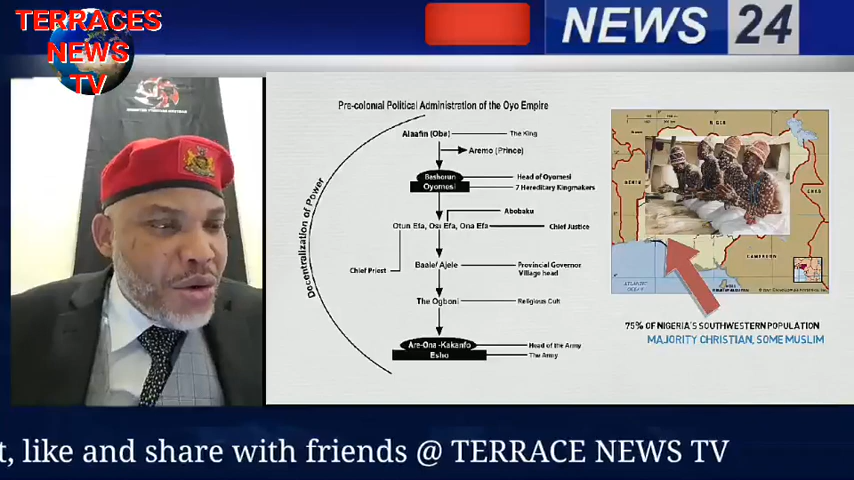 TERRACES
NEWS
TV
NEWS 24
Pre-colonial Political Administration of the Oyo Empire
Alaafin (Oba)
The King
Aremo (Prince)
Bashorun
Head of Oyomesi
Oyomesi
7 Hereditary Kingmakers
Abobaku
Otun Efa, Osi Efa, Ona Efa
Chief Justice
Chief Priest
Baale/ Ajele
Provincial Governor
Village head
The Ogboni
Religious Cult
Are-Ona -Kakanfo
Head of the Army
Esho
The Army
Decentralization of Power
CHAD
CAMEROON
ATLANTIC
OCEAN
75% OF NIGERIA'S SOUTHWESTERN POPULATION
MAJORITY CHRISTIAN, SOME MUSLIM
t, like and share with friends @ TERRACE NEWS TV